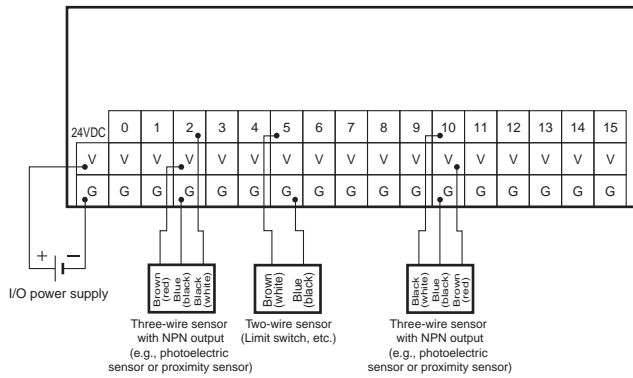 24VDC 0 1 2 3 4 5 6 7 8 9 10 11 12 13 14 15
V V V V V V V V V V V V V V V V V
G G G G G G G G G G G G G G G G G
+ −
I/O power supply
Brown (red)
Blue (black)
Black (white)
Three-wire sensor
with NPN output
(e.g., photoelectric
sensor or proximity sensor)
Brown (white)
Blue (black)
Two-wire sensor
(Limit switch, etc.)
Black (white)
Blue (black)
Brown (red)
Three-wire sensor
with NPN output
(e.g., photoelectric
sensor or proximity sensor)